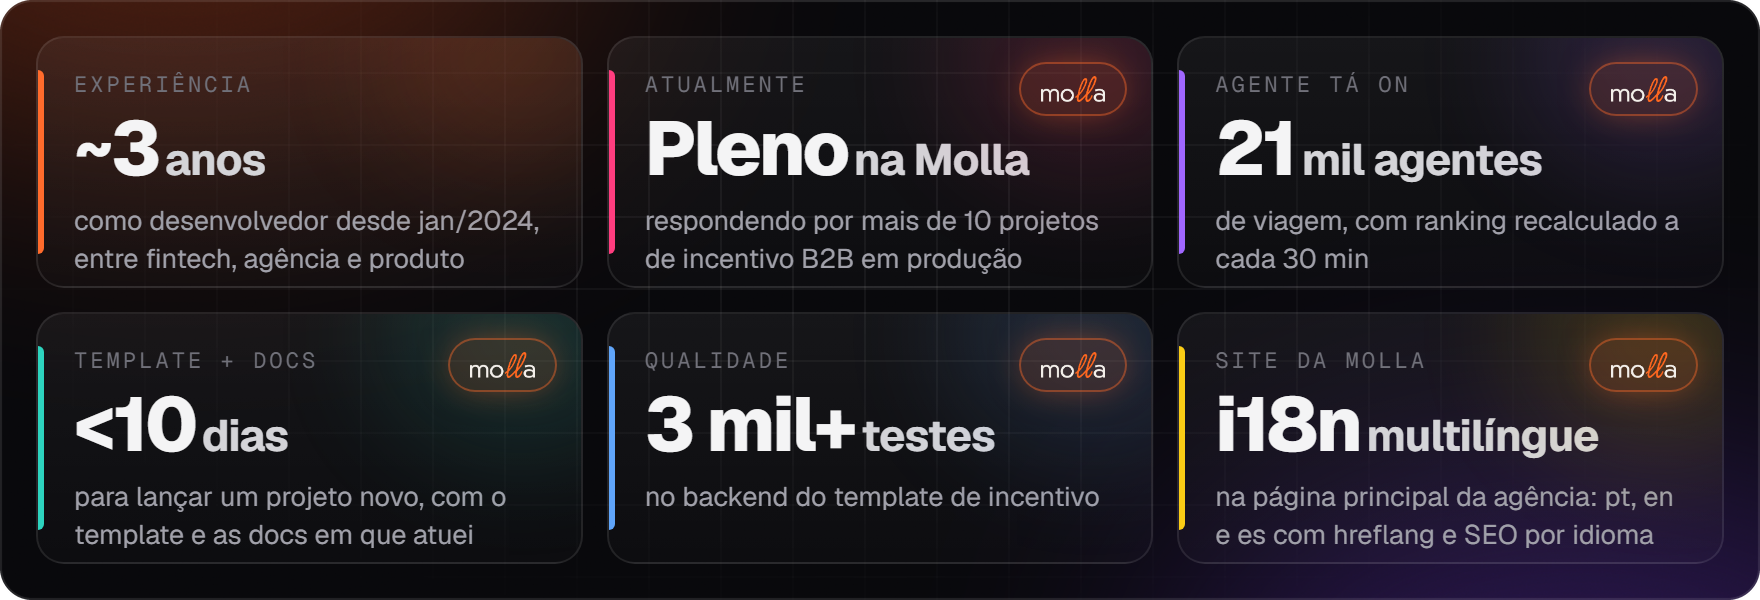 EXPERIÊNCIA
~3 anos
como desenvolvedor desde jan/2024,
entre fintech, agência e produto
ATUALMENTE
molla
Pleno na Molla
respondendo por mais de 10 projetos
de incentivo B2B em produção
AGENTE TÁ ON
molla
21 mil agentes
de viagem, com ranking recalculado a
cada 30 min
TEMPLATE + DOCS
molla
<10 dias
para lançar um projeto novo, com o
template e as docs em que atuei
QUALIDADE
molla
3 mil+ testes
no backend do template de incentivo
SITE DA MOLLA
molla
i18n multilíngue
na página principal da agência: pt, en
e es com hreflang e SEO por idioma